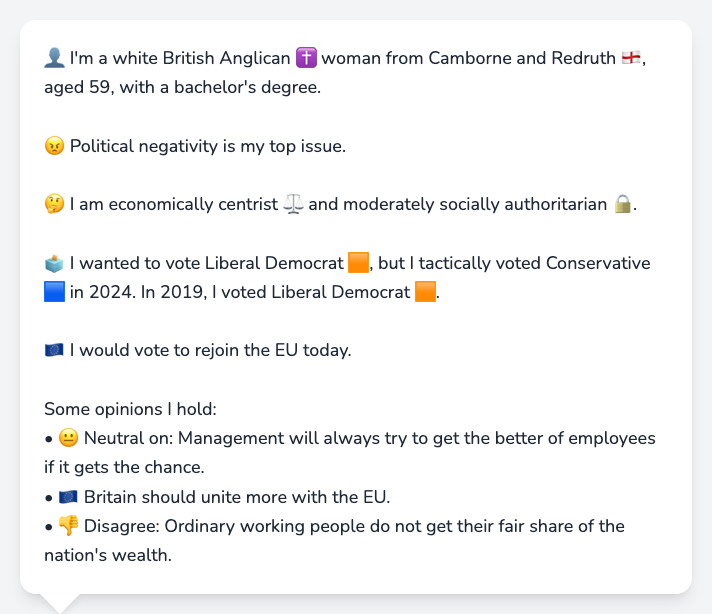 👤 I'm a white British Anglican ✝️ woman from Camborne and Redruth 🏴󠁧󠁢󠁥󠁮󠁧󠁿,
aged 59, with a bachelor's degree.
😠 Political negativity is my top issue.
🤔 I am economically centrist ⚖️ and moderately socially authoritarian 🔒.
🗳️ I wanted to vote Liberal Democrat 🟧, but I tactically voted Conservative
🟦 in 2024. In 2019, I voted Liberal Democrat 🟧.
🇪🇺 I would vote to rejoin the EU today.
Some opinions I hold:
• 😐 Neutral on: Management will always try to get the better of employees
if it gets the chance.
• 🇪🇺 Britain should unite more with the EU.
• 👎 Disagree: Ordinary working people do not get their fair share of the
nation's wealth.